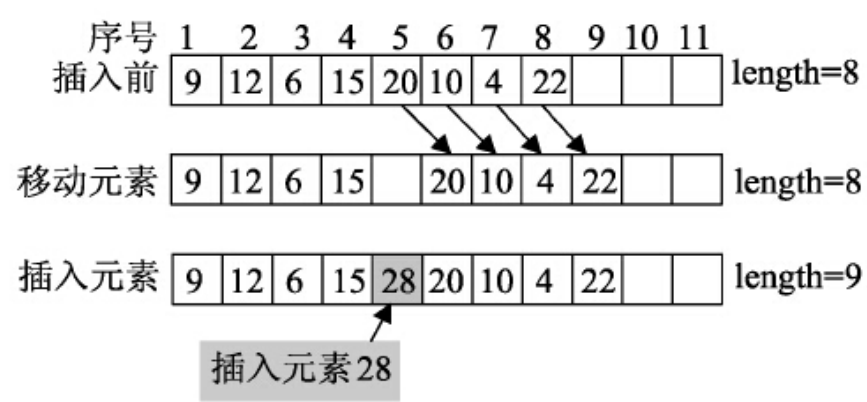 序号 1 2 3 4 5 6 7 8 9 10 11
插入前 9 12 6 15 20 10 4 22 length=8
移动元素 9 12 6 15 20 10 4 22 length=8
插入元素 9 12 6 15 28 20 10 4 22 length=9
插入元素28